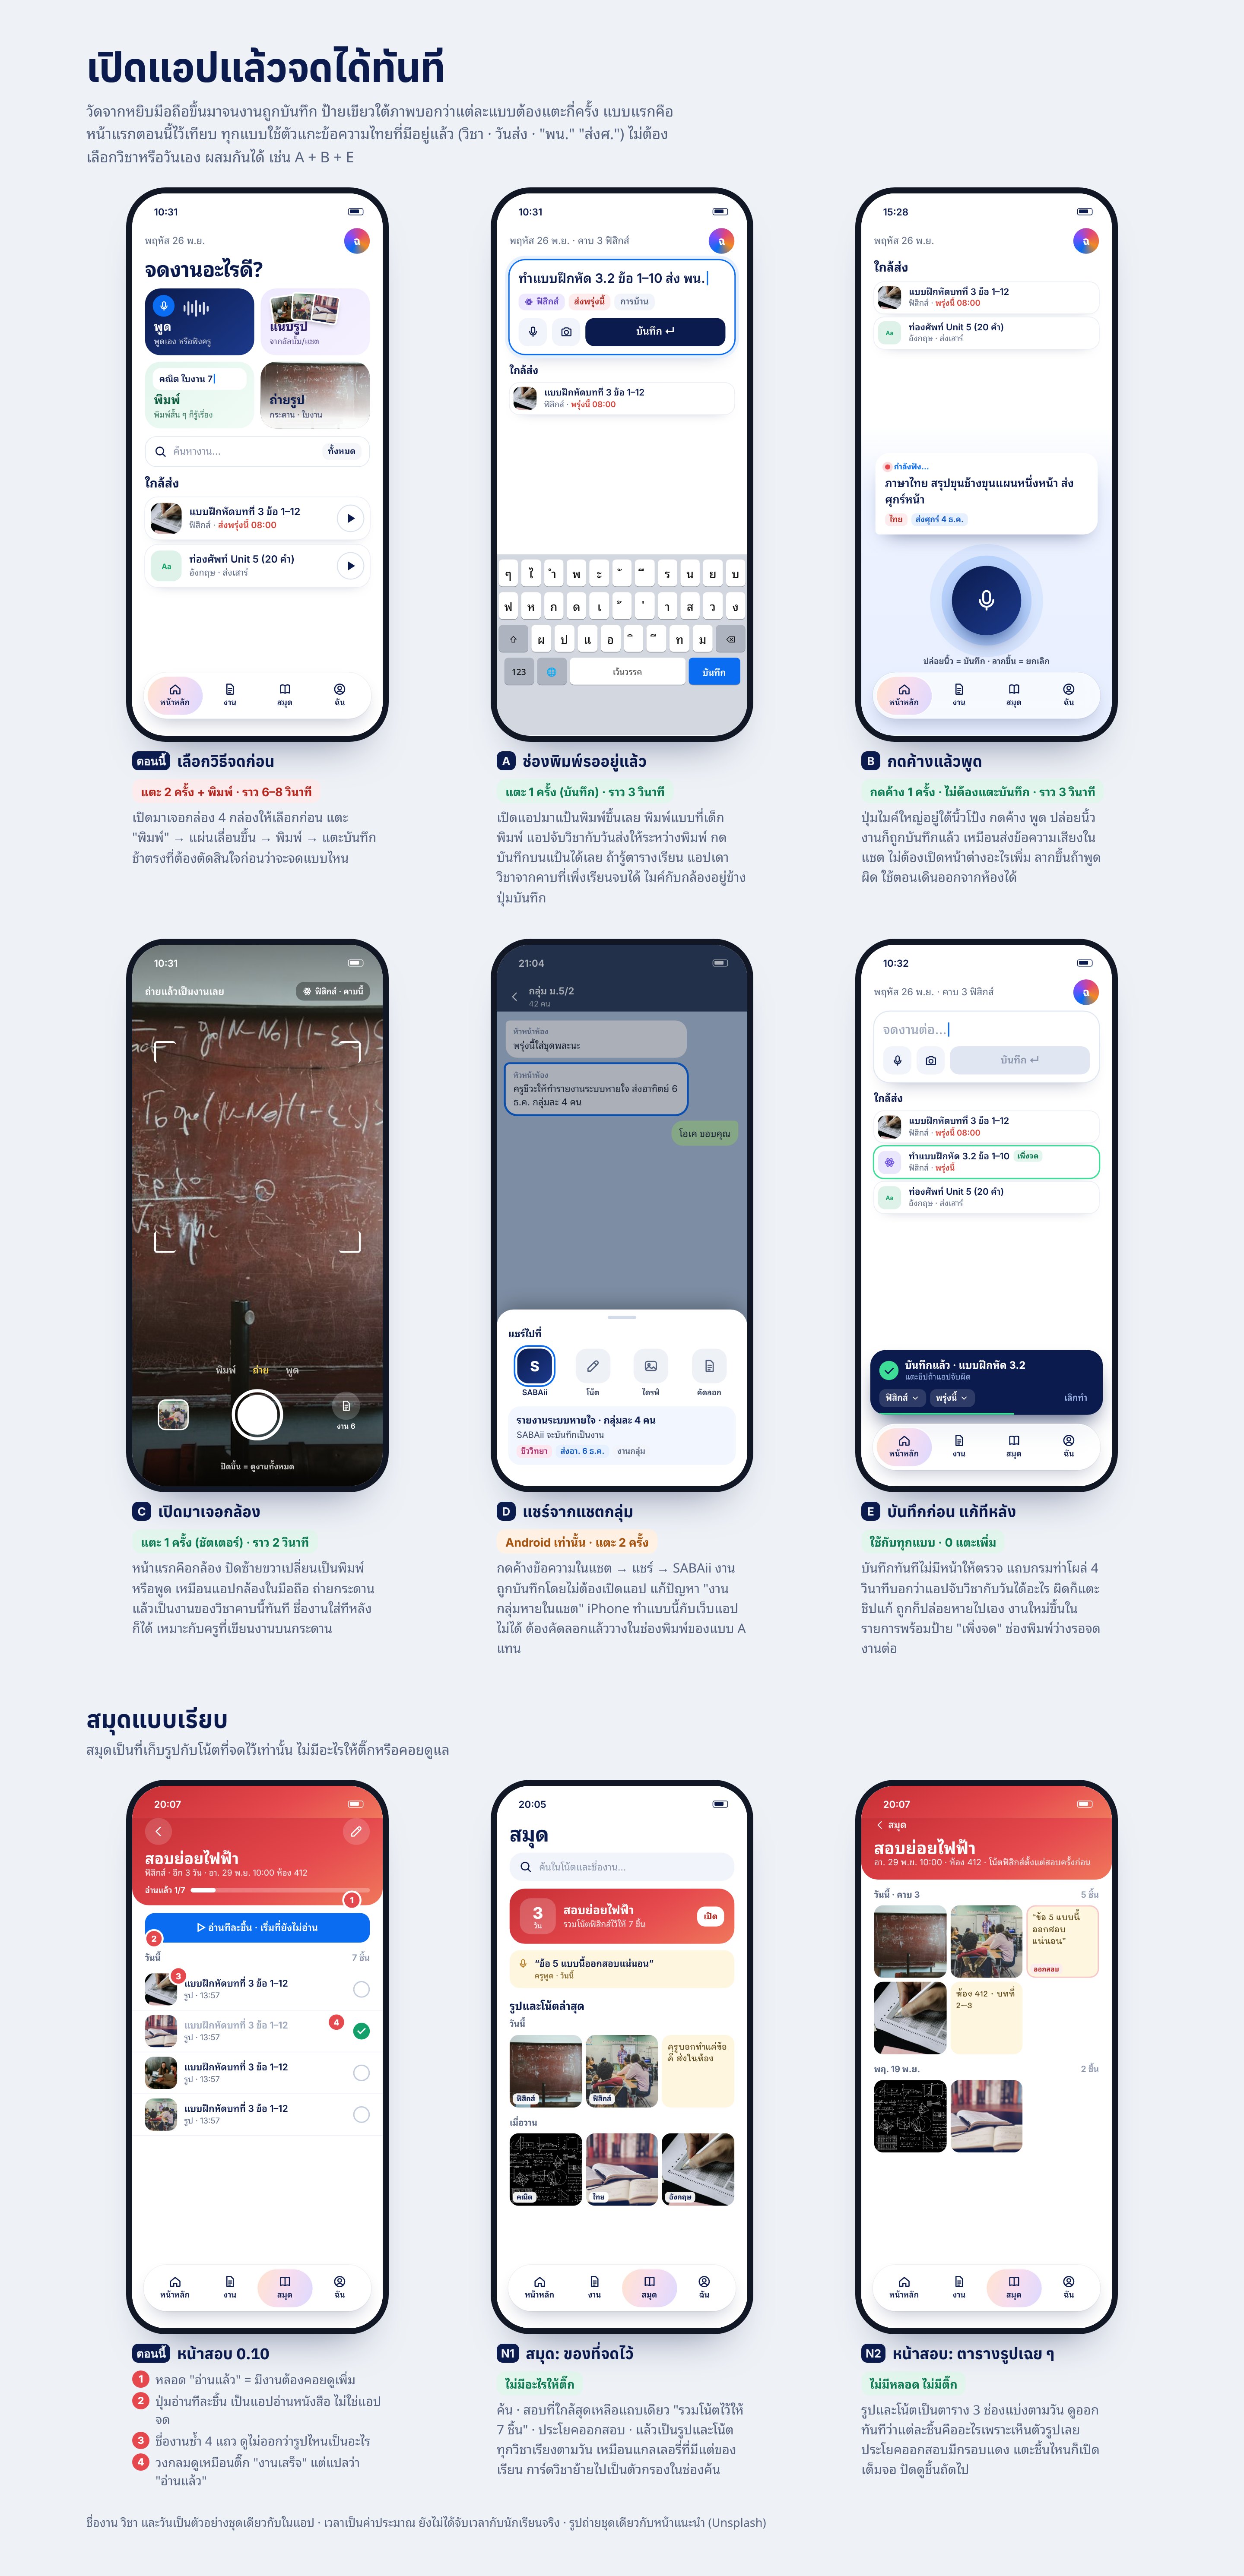 เปิดแอปแล้วจดได้ทันที
วัดจากหยิบมือถือขึ้นมาจนงานถูกบันทึก ป้ายเขียวใต้ภาพบอกว่าแต่ละแบบต้องแตะกี่ครั้ง แบบแรกคือ
หน้าแรกตอนนี้ไว้เทียบ ทุกแบบใช้ตัวแกะข้อความไทยที่มีอยู่แล้ว (วิชา · วันส่ง · "พน." "ส่งศ.") ไม่ต้อง
เลือกวิชาหรือวันเอง ผสมกันได้ เช่น A + B + E
10:31
พฤหัส 26 พ.ย.
ฉ
จดงานอะไรดี?
พูด
พูดเอง หรือฟังครู
แนบรูป
จากอัลบั้ม/แชต
คณิต ใบงาน 7
พิมพ์
พิมพ์สั้น ๆ ก็รู้เรื่อง
ถ่ายรูป
กระดาน · ใบงาน
ค้นหางาน...
ทั้งหมด
ใกล้ส่ง
แบบฝึกหัดบทที่ 3 ข้อ 1–12
ฟิสิกส์ · ส่งพรุ่งนี้ 08:00
Aa
ท่องศัพท์ Unit 5 (20 คำ)
อังกฤษ · ส่งเสาร์
หน้าหลัก
งาน
สมุด
ฉัน
ตอนนี้ เลือกวิธีจดก่อน
แตะ 2 ครั้ง + พิมพ์ · ราว 6–8 วินาที
เปิดมาเจอกล่อง 4 กล่องให้เลือกก่อน แตะ
"พิมพ์" → แผ่นเลื่อนขึ้น → พิมพ์ → แตะบันทึก
ช้าตรงที่ต้องตัดสินใจก่อนว่าจะจดแบบไหน
10:31
พฤหัส 26 พ.ย. · คาบ 3 ฟิสิกส์
ฉ
ทำแบบฝึกหัด 3.2 ข้อ 1–10 ส่ง พน.
ฟิสิกส์
ส่งพรุ่งนี้
การบ้าน
บันทึก ↵
ใกล้ส่ง
แบบฝึกหัดบทที่ 3 ข้อ 1–12
ฟิสิกส์ · พรุ่งนี้ 08:00
ๆ ไ ำ พ ะ ั ี ร น ย บ
ฟ ห ก ด เ ้ ่ า ส ว ง
⇧ ผ ป แ อ ิ ื ท ม ⌫
123
เว้นวรรค
บันทึก
A ช่องพิมพ์รออยู่แล้ว
แตะ 1 ครั้ง (บันทึก) · ราว 3 วินาที
เปิดแอปมาแป้นพิมพ์ขึ้นเลย พิมพ์แบบที่เด็ก
พิมพ์ แอปจับวิชากับวันส่งให้ระหว่างพิมพ์ กด
บันทึกบนแป้นได้เลย ถ้ารู้ตารางเรียน แอปเดา
วิชาจากคาบที่เพิ่งเรียนจบได้ ไมค์กับกล้องอยู่ข้าง
ปุ่มบันทึก
15:28
พฤหัส 26 พ.ย.
ฉ
ใกล้ส่ง
แบบฝึกหัดบทที่ 3 ข้อ 1–12
ฟิสิกส์ · พรุ่งนี้ 08:00
Aa
ท่องศัพท์ Unit 5 (20 คำ)
อังกฤษ · ส่งเสาร์
กำลังฟัง...
ภาษาไทย สรุปขุนช้างขุนแผนหนึ่งหน้า ส่ง
ศุกร์หน้า
ไทย
ส่งศุกร์ 4 ธ.ค.
ปล่อยนิ้ว = บันทึก · ลากขึ้น = ยกเลิก
หน้าหลัก
งาน
สมุด
ฉัน
B กดค้างแล้วพูด
กดค้าง 1 ครั้ง · ไม่ต้องแตะบันทึก · ราว 3 วินาที
ปุ่มไมค์ใหญ่อยู่ใต้นิ้วโป้ง กดค้าง พูด ปล่อยนิ้ว
งานก็ถูกบันทึกแล้ว เหมือนส่งข้อความเสียงใน
แชต ไม่ต้องเปิดหน้าต่างอะไรเพิ่ม ลากขึ้นถ้าพูด
ผิด ใช้ตอนเดินออกจากห้องได้
10:31
ถ่ายแล้วเป็นงานเลย
ฟิสิกส์ · คาบนี้
พิมพ์
ถ่าย
พูด
งาน 6
ปัดขึ้น = ดูงานทั้งหมด
C เปิดมาเจอกล้อง
แตะ 1 ครั้ง (ชัตเตอร์) · ราว 2 วินาที
หน้าแรกคือกล้อง ปัดซ้ายขวาเปลี่ยนเป็นพิมพ์
หรือพูด เหมือนแอปกล้องในมือถือ ถ่ายกระดาน
แล้วเป็นงานของวิชาคาบนี้ทันที ชื่องานใส่ทีหลัง
ก็ได้ เหมาะกับครูที่เขียนงานบนกระดาน
21:04
กลุ่ม ม.5/2
42 คน
หัวหน้าห้อง
พรุ่งนี้ใส่ชุดพละนะ
หัวหน้าห้อง
ครูชีวะให้ทำรายงานระบบหายใจ ส่งอาทิตย์ 6
ธ.ค. กลุ่มละ 4 คน
โอเค ขอบคุณ
แชร์ไปที่
S
SABAii
โน้ต
ไดรฟ์
คัดลอก
รายงานระบบหายใจ · กลุ่มละ 4 คน
SABAii จะบันทึกเป็นงาน
ชีววิทยา
ส่งอา. 6 ธ.ค.
งานกลุ่ม
D แชร์จากแชตกลุ่ม
Android เท่านั้น · แตะ 2 ครั้ง
กดค้างข้อความในแชต → แชร์ → SABAii งาน
ถูกบันทึกโดยไม่ต้องเปิดแอป แก้ปัญหา "งาน
กลุ่มหายในแชต" iPhone ทำแบบนี้กับเว็บแอป
ไม่ได้ ต้องคัดลอกแล้ววางในช่องพิมพ์ของแบบ A
แทน
10:32
พฤหัส 26 พ.ย. · คาบ 3 ฟิสิกส์
ฉ
จดงานต่อ...
บันทึก ↵
ใกล้ส่ง
แบบฝึกหัดบทที่ 3 ข้อ 1–12
ฟิสิกส์ · พรุ่งนี้ 08:00
ทำแบบฝึกหัด 3.2 ข้อ 1–10 เพิ่งจด
ฟิสิกส์ · พรุ่งนี้
Aa
ท่องศัพท์ Unit 5 (20 คำ)
อังกฤษ · ส่งเสาร์
บันทึกแล้ว · แบบฝึกหัด 3.2
แตะชิปถ้าแอปจับผิด
ฟิสิกส์
พรุ่งนี้
เลิกทำ
หน้าหลัก
งาน
สมุด
ฉัน
E บันทึกก่อน แก้ทีหลัง
ใช้กับทุกแบบ · 0 แตะเพิ่ม
บันทึกทันทีไม่มีหน้าให้ตรวจ แถบกรมท่าโผล่ 4
วินาทีบอกว่าแอปจับวิชากับวันได้อะไร ผิดก็แตะ
ชิปแก้ ถูกก็ปล่อยหายไปเอง งานใหม่ขึ้นใน
รายการพร้อมป้าย "เพิ่งจด" ช่องพิมพ์ว่างรอจด
งานต่อ
สมุดแบบเรียบ
สมุดเป็นที่เก็บรูปกับโน้ตที่จดไว้เท่านั้น ไม่มีอะไรให้ติ๊กหรือคอยดูแล
20:07
สอบย่อยไฟฟ้า
ฟิสิกส์ · อีก 3 วัน · อา. 29 พ.ย. 10:00 ห้อง 412
อ่านแล้ว 1/7
1
อ่านทีละชิ้น · เริ่มที่ยังไม่อ่าน
2
วันนี้
7 ชิ้น
3
แบบฝึกหัดบทที่ 3 ข้อ 1–12
รูป · 13:57
แบบฝึกหัดบทที่ 3 ข้อ 1–12
รูป · 13:57
4
แบบฝึกหัดบทที่ 3 ข้อ 1–12
รูป · 13:57
แบบฝึกหัดบทที่ 3 ข้อ 1–12
รูป · 13:57
หน้าหลัก
งาน
สมุด
ฉัน
ตอนนี้ หน้าสอบ 0.10
1 หลอด "อ่านแล้ว" = มีงานต้องคอยดูเพิ่ม
2 ปุ่มอ่านทีละชิ้น เป็นแอปอ่านหนังสือ ไม่ใช่แอป
จด
3 ชื่องานซ้ำ 4 แถว ดูไม่ออกว่ารูปไหนเป็นอะไร
4 วงกลมดูเหมือนติ๊ก "งานเสร็จ" แต่แปลว่า
"อ่านแล้ว"
20:05
สมุด
ค้นในโน้ตและชื่องาน...
3
วัน
สอบย่อยไฟฟ้า
รวมโน้ตฟิสิกส์ไว้ให้ 7 ชิ้น
เปิด
“ข้อ 5 แบบนี้ออกสอบแน่นอน”
ครูพูด · วันนี้
รูปและโน้ตล่าสุด
วันนี้
ฟิสิกส์
ฟิสิกส์
ครูบอกทำแค่ข้อ
คี่ ส่งในห้อง
เมื่อวาน
คณิต
ไทย
อังกฤษ
หน้าหลัก
งาน
สมุด
ฉัน
N1 สมุด: ของที่จดไว้
ไม่มีอะไรให้ติ๊ก
ค้น · สอบที่ใกล้สุดเหลือแถบเดียว "รวมโน้ตไว้ให้
7 ชิ้น" · ประโยคออกสอบ · แล้วเป็นรูปและโน้ต
ทุกวิชาเรียงตามวัน เหมือนแกลเลอรี่ที่มีแต่ของ
เรียน การ์ดวิชาย้ายไปเป็นตัวกรองในช่องค้น
20:07
สมุด
สอบย่อยไฟฟ้า
อา. 29 พ.ย. 10:00 · ห้อง 412 · โน้ตฟิสิกส์ตั้งแต่สอบครั้งก่อน
วันนี้ · คาบ 3
5 ชิ้น
“ข้อ 5 แบบนี้
ออกสอบ
แน่นอน”
ออกสอบ
ห้อง 412 · บทที่
2–3
พฤ. 19 พ.ย.
2 ชิ้น
หน้าหลัก
งาน
สมุด
ฉัน
N2 หน้าสอบ: ตารางรูปเฉย ๆ
ไม่มีหลอด ไม่มีติ๊ก
รูปและโน้ตเป็นตาราง 3 ช่องแบ่งตามวัน ดูออก
ทันทีว่าแต่ละชิ้นคืออะไรเพราะเห็นตัวรูปเลย
ประโยคออกสอบมีกรอบแดง แตะชิ้นไหนก็เปิด
เต็มจอ ปัดดูชิ้นถัดไป
ชื่องาน วิชา และวันเป็นตัวอย่างชุดเดียวกับในแอป · เวลาเป็นค่าประมาณ ยังไม่ได้จับเวลากับนักเรียนจริง · รูปถ่ายชุดเดียวกับหน้าแนะนำ (Unsplash)